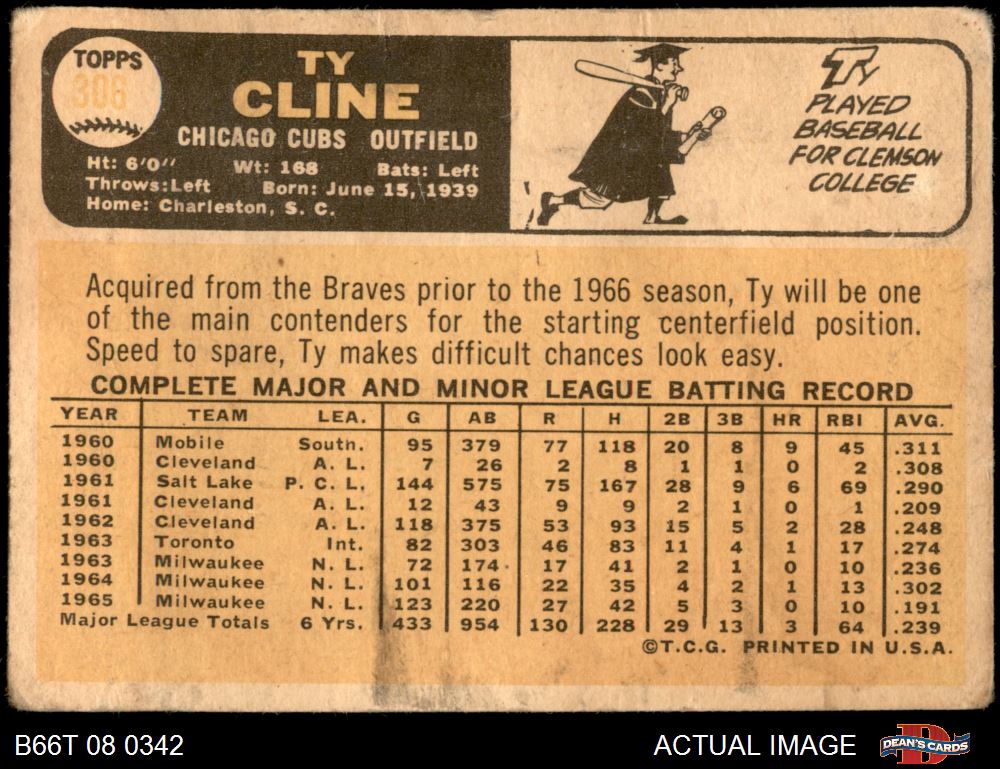 TOPPS
306
TY
CLINE
CHICAGO CUBS OUTFIELD
Ht: 6'0" Wt: 168 Bats: Left
Throws: Left Born: June 15, 1939
Home: Charleston, S. C.
TY
PLAYED
BASEBALL
FOR CLEMSON
COLLEGE
Acquired from the Braves prior to the 1966 season, Ty will be one
of the main contenders for the starting centerfield position.
Speed to spare, Ty makes difficult chances look easy.
COMPLETE MAJOR AND MINOR LEAGUE BATTING RECORD
YEAR TEAM LEA. G AB R H 2B 3B HR RBI AVG.
1960 Mobile South. 95 379 77 118 20 8 9 45 .311
1960 Cleveland A. L. 7 26 2 8 1 1 0 2 .308
1961 Salt Lake P. C. L. 144 575 75 167 28 9 6 69 .290
1961 Cleveland A. L. 12 43 9 9 2 1 0 1 .209
1962 Cleveland A. L. 118 375 53 93 15 5 2 28 .248
1963 Toronto Int. 82 303 46 83 11 4 1 17 .274
1963 Milwaukee N. L. 72 174 17 41 2 1 0 10 .236
1964 Milwaukee N. L. 101 116 22 35 4 2 1 13 .302
1965 Milwaukee N. L. 123 220 27 42 5 3 0 10 .191
Major League Totals 6 Yrs. 433 954 130 228 29 13 3 64 .239
©T.C.G. PRINTED IN U.S.A.
B66T 08 0342 ACTUAL IMAGE DEAN'S CARDS